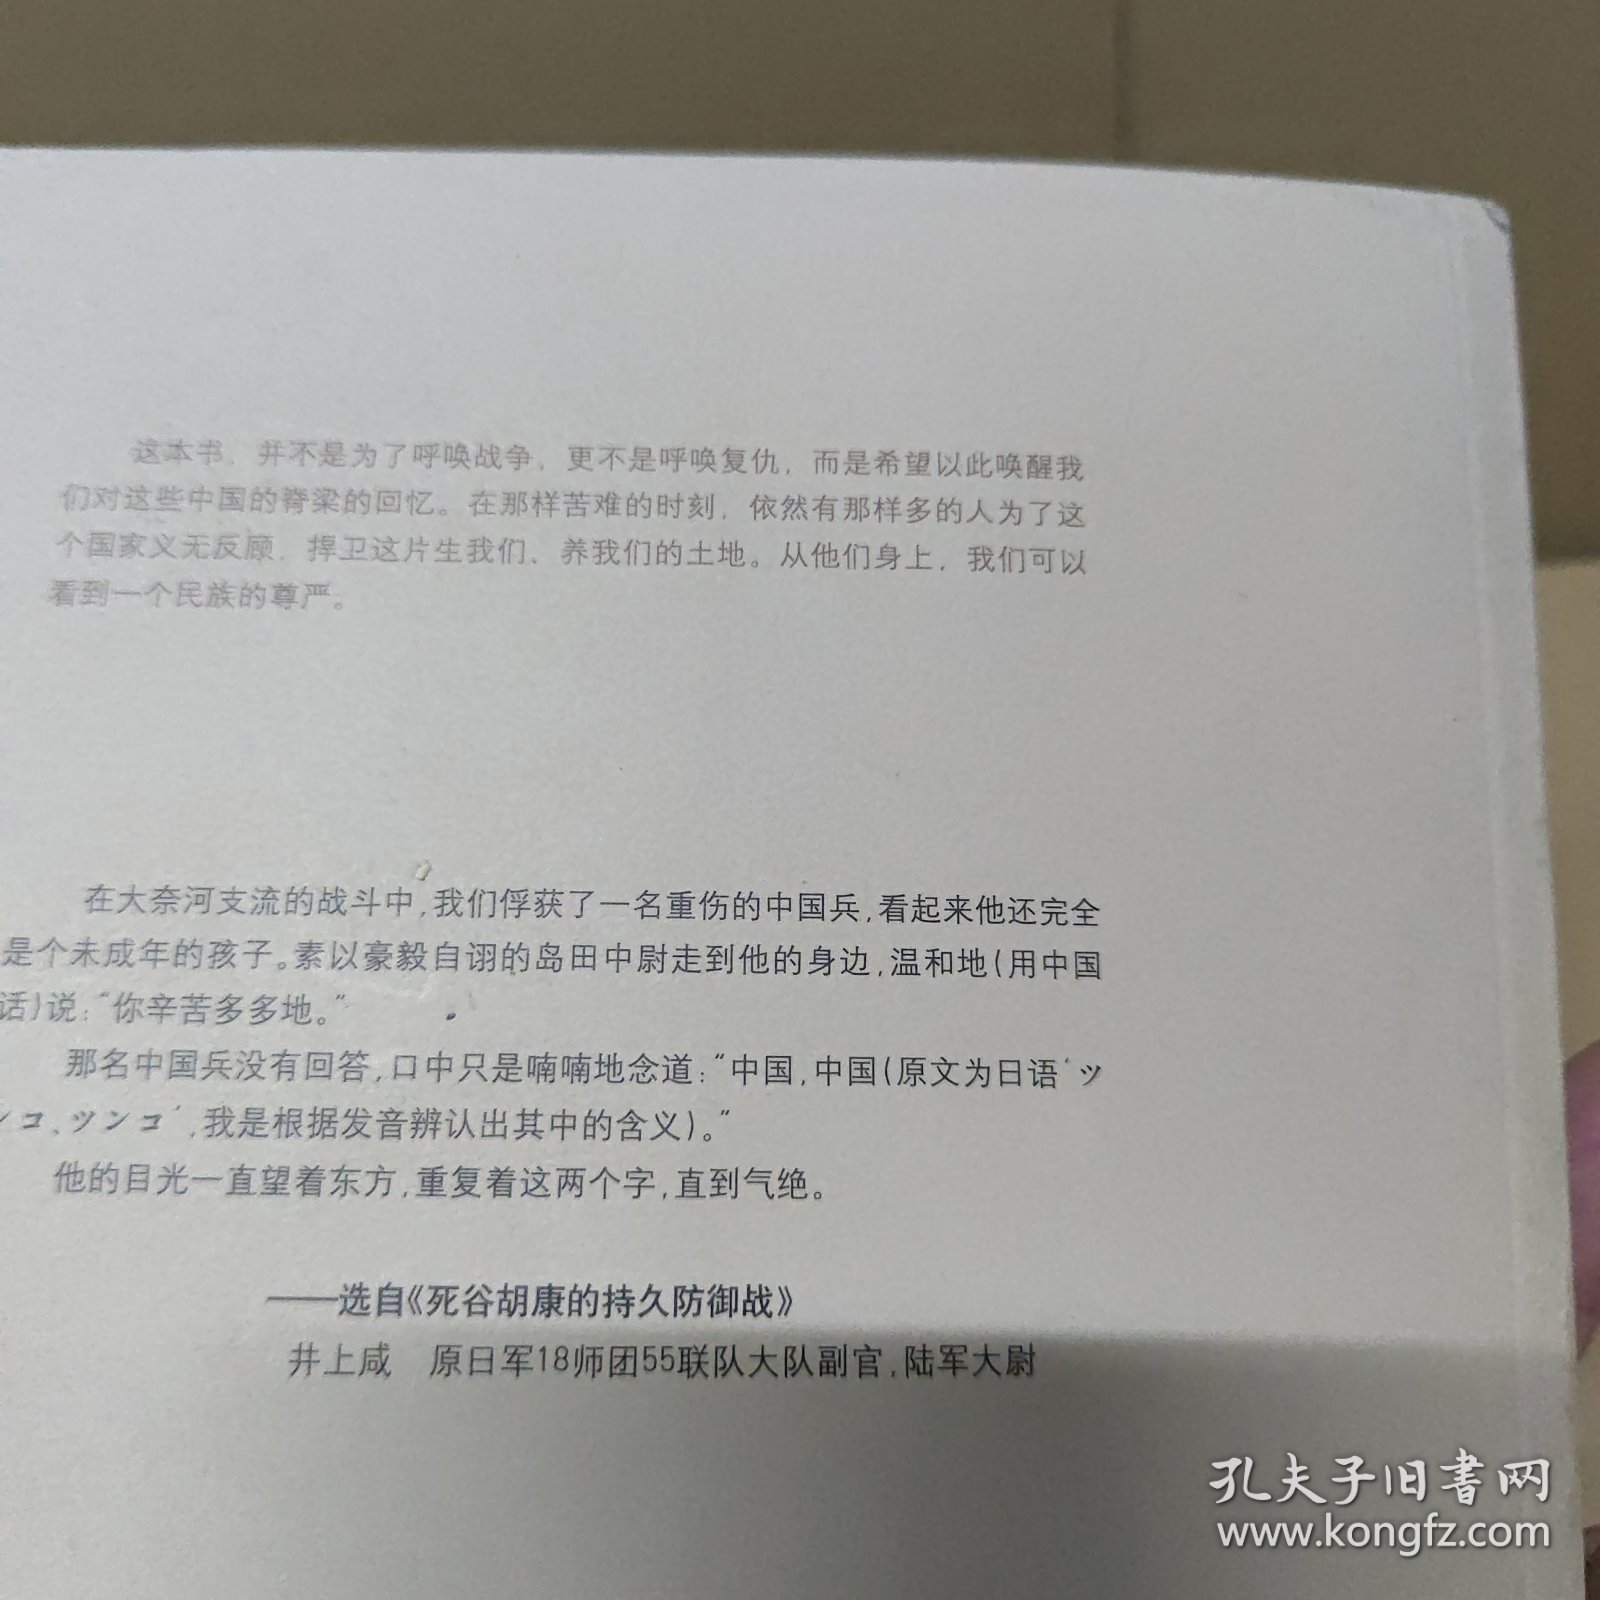 这本书，并不是为了呼唤战争，更不是呼唤复仇，而是希望以此唤醒我
们对这些中国的脊梁的回忆。在那样苦难的时刻，依然有那样多的人为了这
个国家义无反顾，捍卫这片生我们、养我们的土地。从他们身上，我们可以
看到一个民族的尊严。
在大奈河支流的战斗中，我们俘获了一名重伤的中国兵，看起来他还完全
是个未成年的孩子。素以豪毅自诩的岛田中尉走到他的身边，温和地（用中国
话）说：“你辛苦多多地。”
那名中国兵没有回答，口中只是喃喃地念道：“中国，中国（原文为日语‘ツ
ンコ、ツンコ’，我是根据发音辨认出其中的含义）。”
他的目光一直望着东方，重复着这两个字，直到气绝。
——选自《死谷胡康的持久防御战》
井上咸 原日军18师团55联队大队副官，陆军大尉
孔夫子旧书网
www.kongfz.com